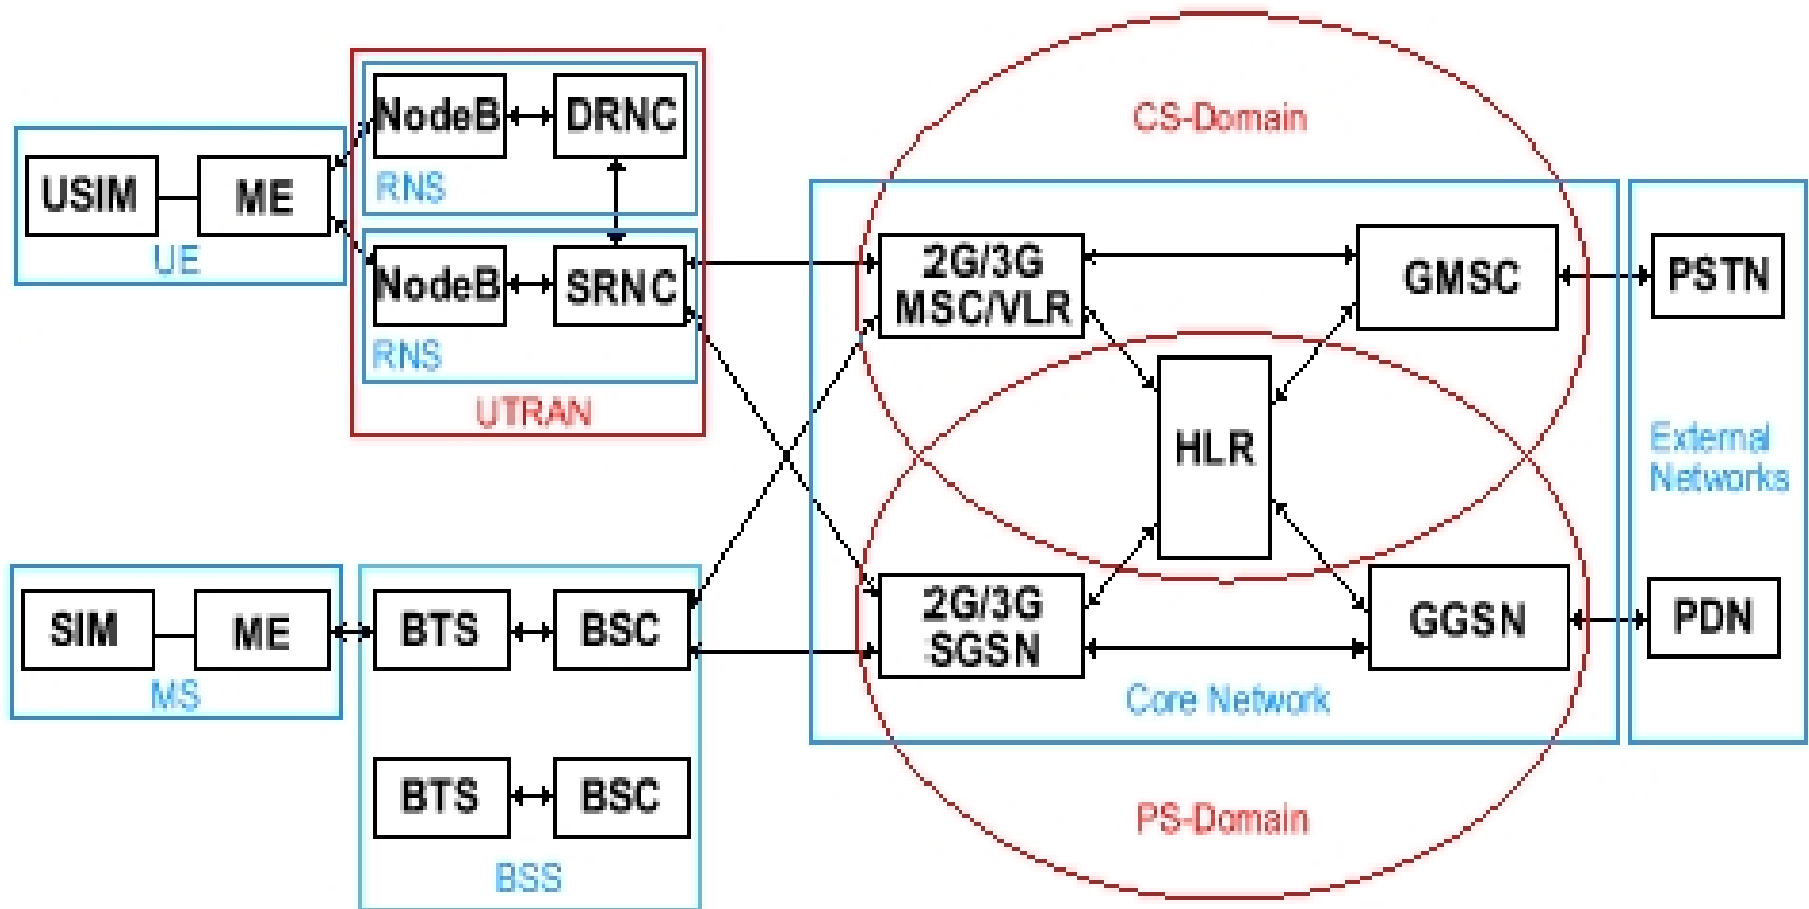 CS-Domain
NodeB
DRNC
RNS
USIM
ME
UE
NodeB
SRNC
RNS
UTRAN
2G/3G
MSC/VLR
GMSC
PSTN
HLR
External
Networks
SIM
ME
MS
BTS
BSC
2G/3G
SGSN
GGSN
PDN
Core Network
BTS
BSC
BSS
PS-Domain